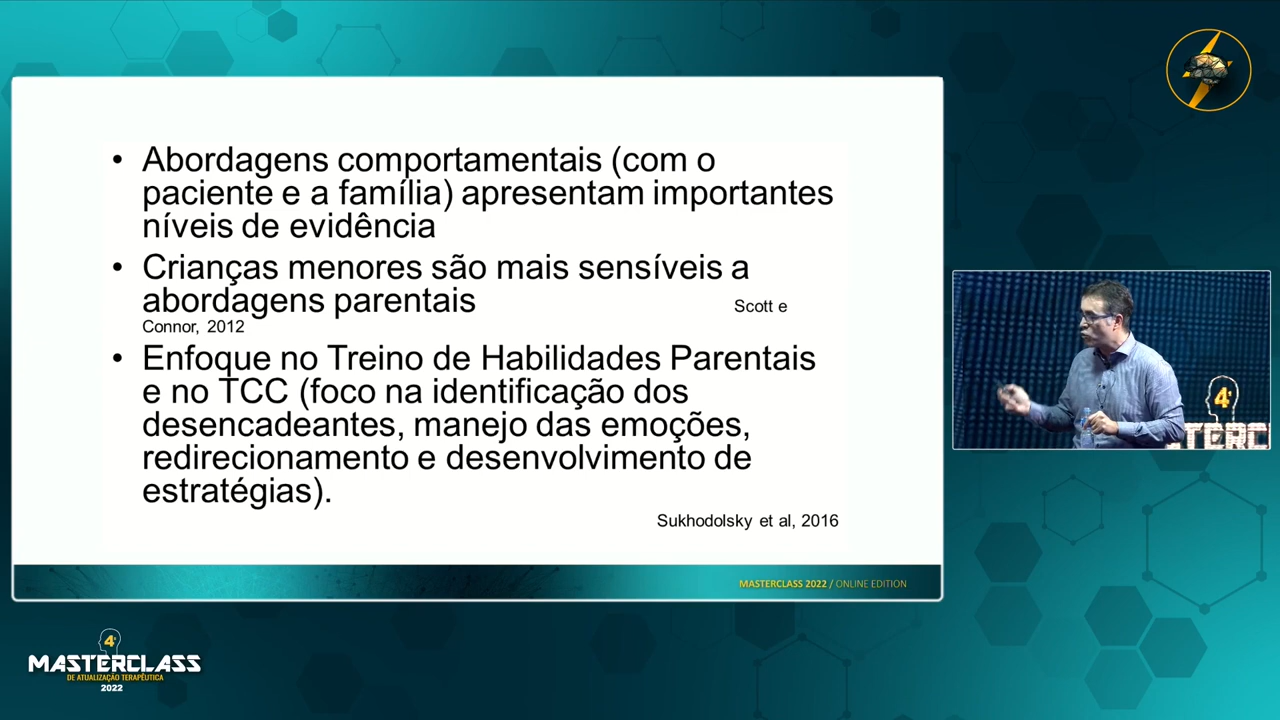 • Abordagens comportamentais (com o
paciente e a família) apresentam importantes
níveis de evidência
• Crianças menores são mais sensíveis a
abordagens parentais Scott e
Connor, 2012
• Enfoque no Treino de Habilidades Parentais
e no TCC (foco na identificação dos
desencadeantes, manejo das emoções,
redirecionamento e desenvolvimento de
estratégias).
Sukhodolsky et al, 2016
MASTERCLASS 2022 / ONLINE EDITION
4ª
MASTERCLASS
DE ATUALIZAÇÃO TERAPÊUTICA
2022
4ª